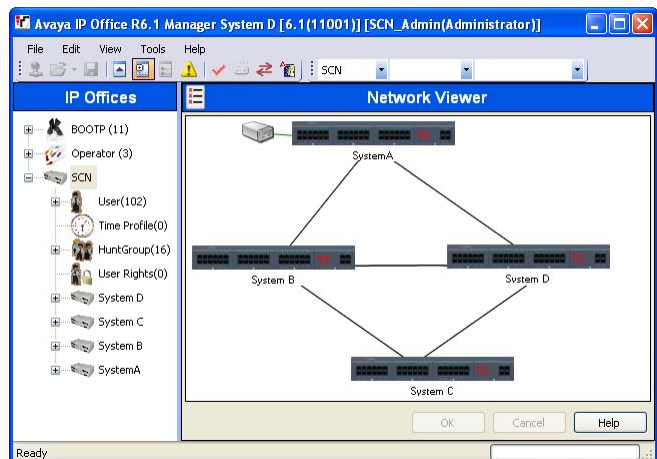 Avaya IP Office R6.1 Manager System D [6.1(11001)] [SCN_Admin(Administrator)]
File Edit View Tools Help
SCN
IP Offices
Network Viewer
BOOTP (11)
Operator (3)
SCN
User(102)
Time Profile(0)
HuntGroup(16)
User Rights(0)
System D
System C
System B
SystemA
SystemA
System B
System D
System C
OK Cancel Help
Ready